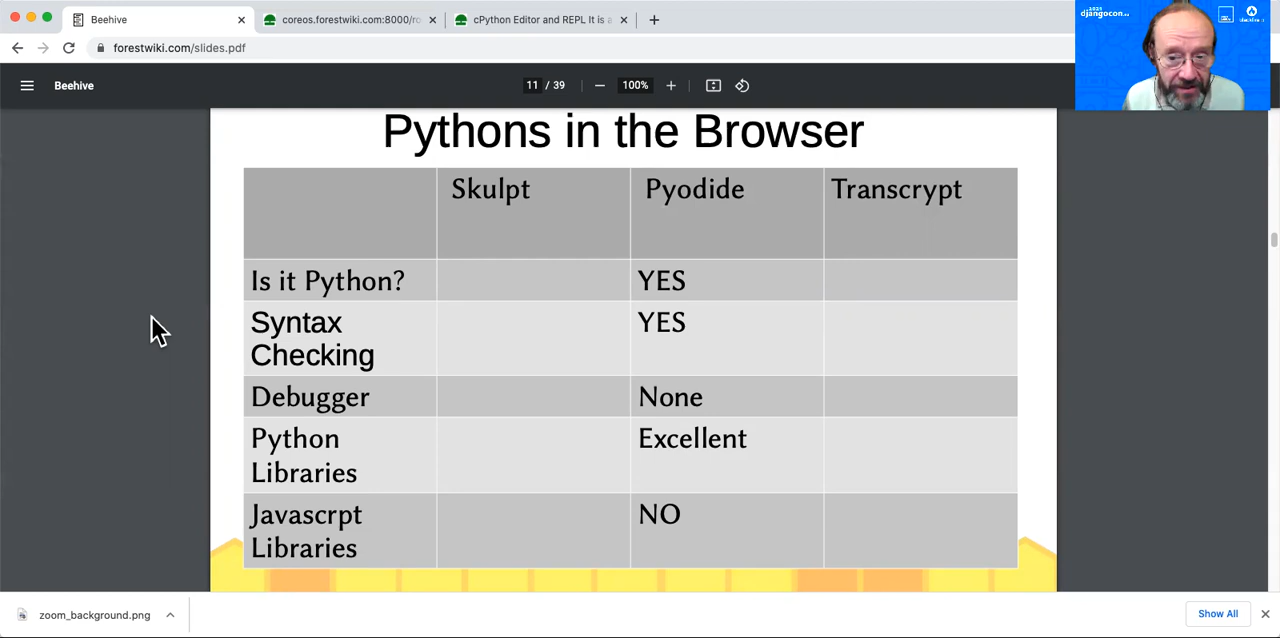 Beehive
coreos.forestwiki.com:8000/ro
cPython Editor and REPL It is a
forestwiki.com/slides.pdf
2021
djangocon
Beehive
11 / 39
100%
Pythons in the Browser
Skulpt Pyodide Transcrypt
Is it Python? YES
Syntax YES
Checking
Debugger None
Python Excellent
Libraries
Javascrpt NO
Libraries
zoom_background.png
Show All